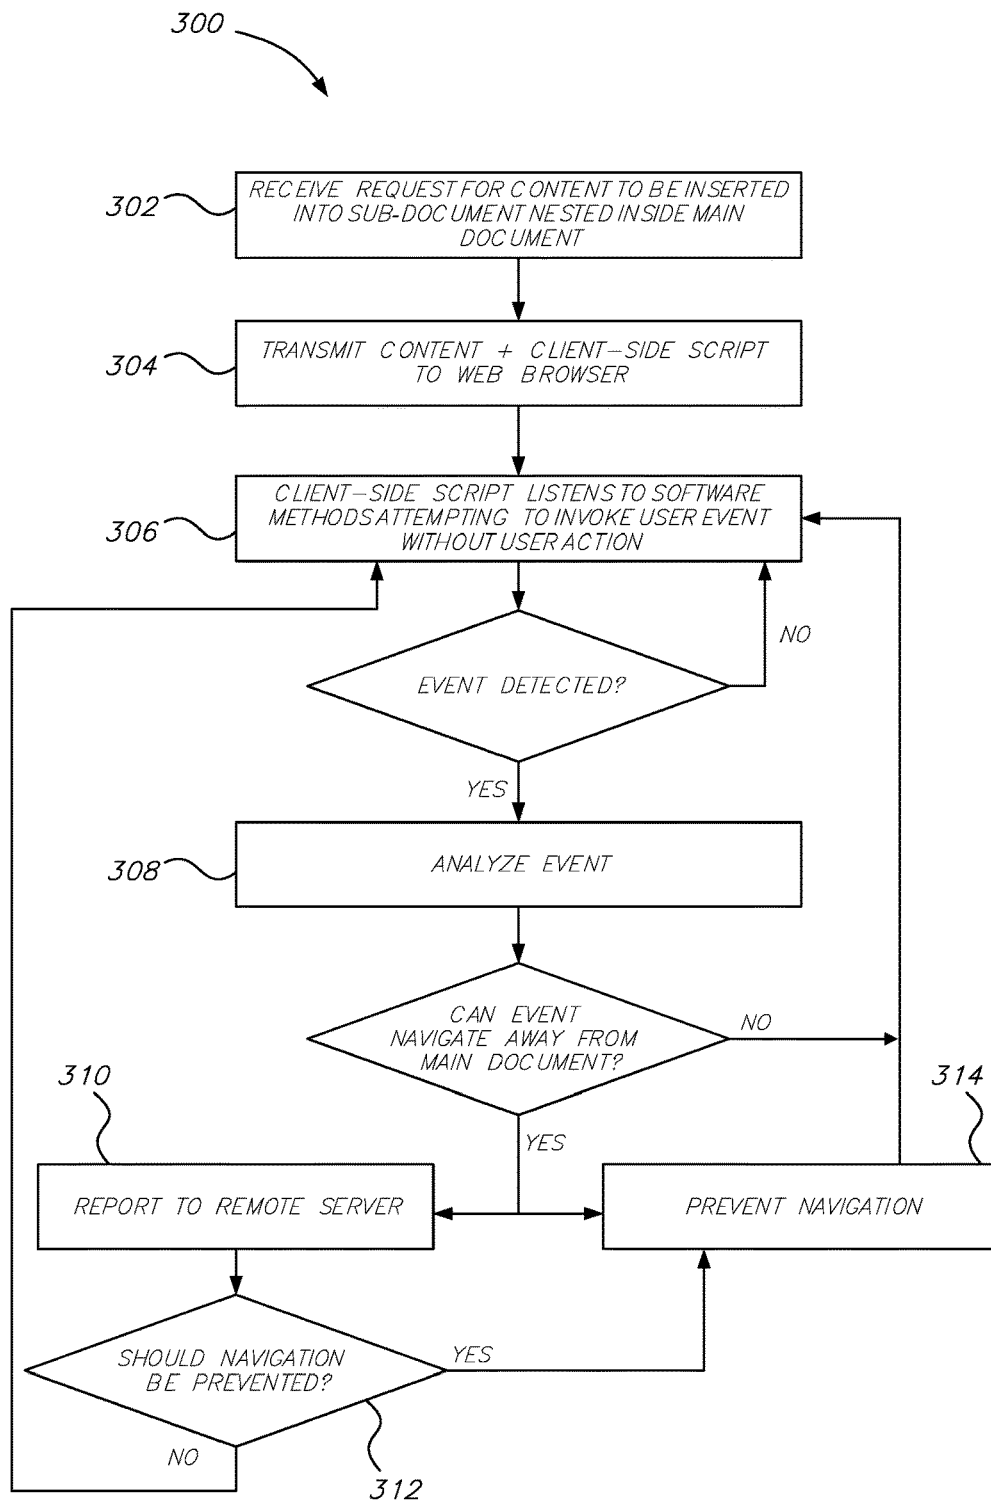 300
302
RECEIVE REQUEST FOR CONTENT TO BE INSERTED
INTO SUB-DOCUMENT NESTED INSIDE MAIN
DOCUMENT
304
TRANSMIT CONTENT + CLIENT-SIDE SCRIPT
TO WEB BROWSER
306
CLIENT-SIDE SCRIPT LISTENS TO SOFTWARE
METHODS ATTEMPTING TO INVOKE USER EVENT
WITHOUT USER ACTION
NO
EVENT DETECTED?
YES
308
ANALYZE EVENT
CAN EVENT
NAVIGATE AWAY FROM
MAIN DOCUMENT?
NO
310
314
YES
REPORT TO REMOTE SERVER
PREVENT NAVIGATION
SHOULD NAVIGATION
BE PREVENTED?
YES
NO
312